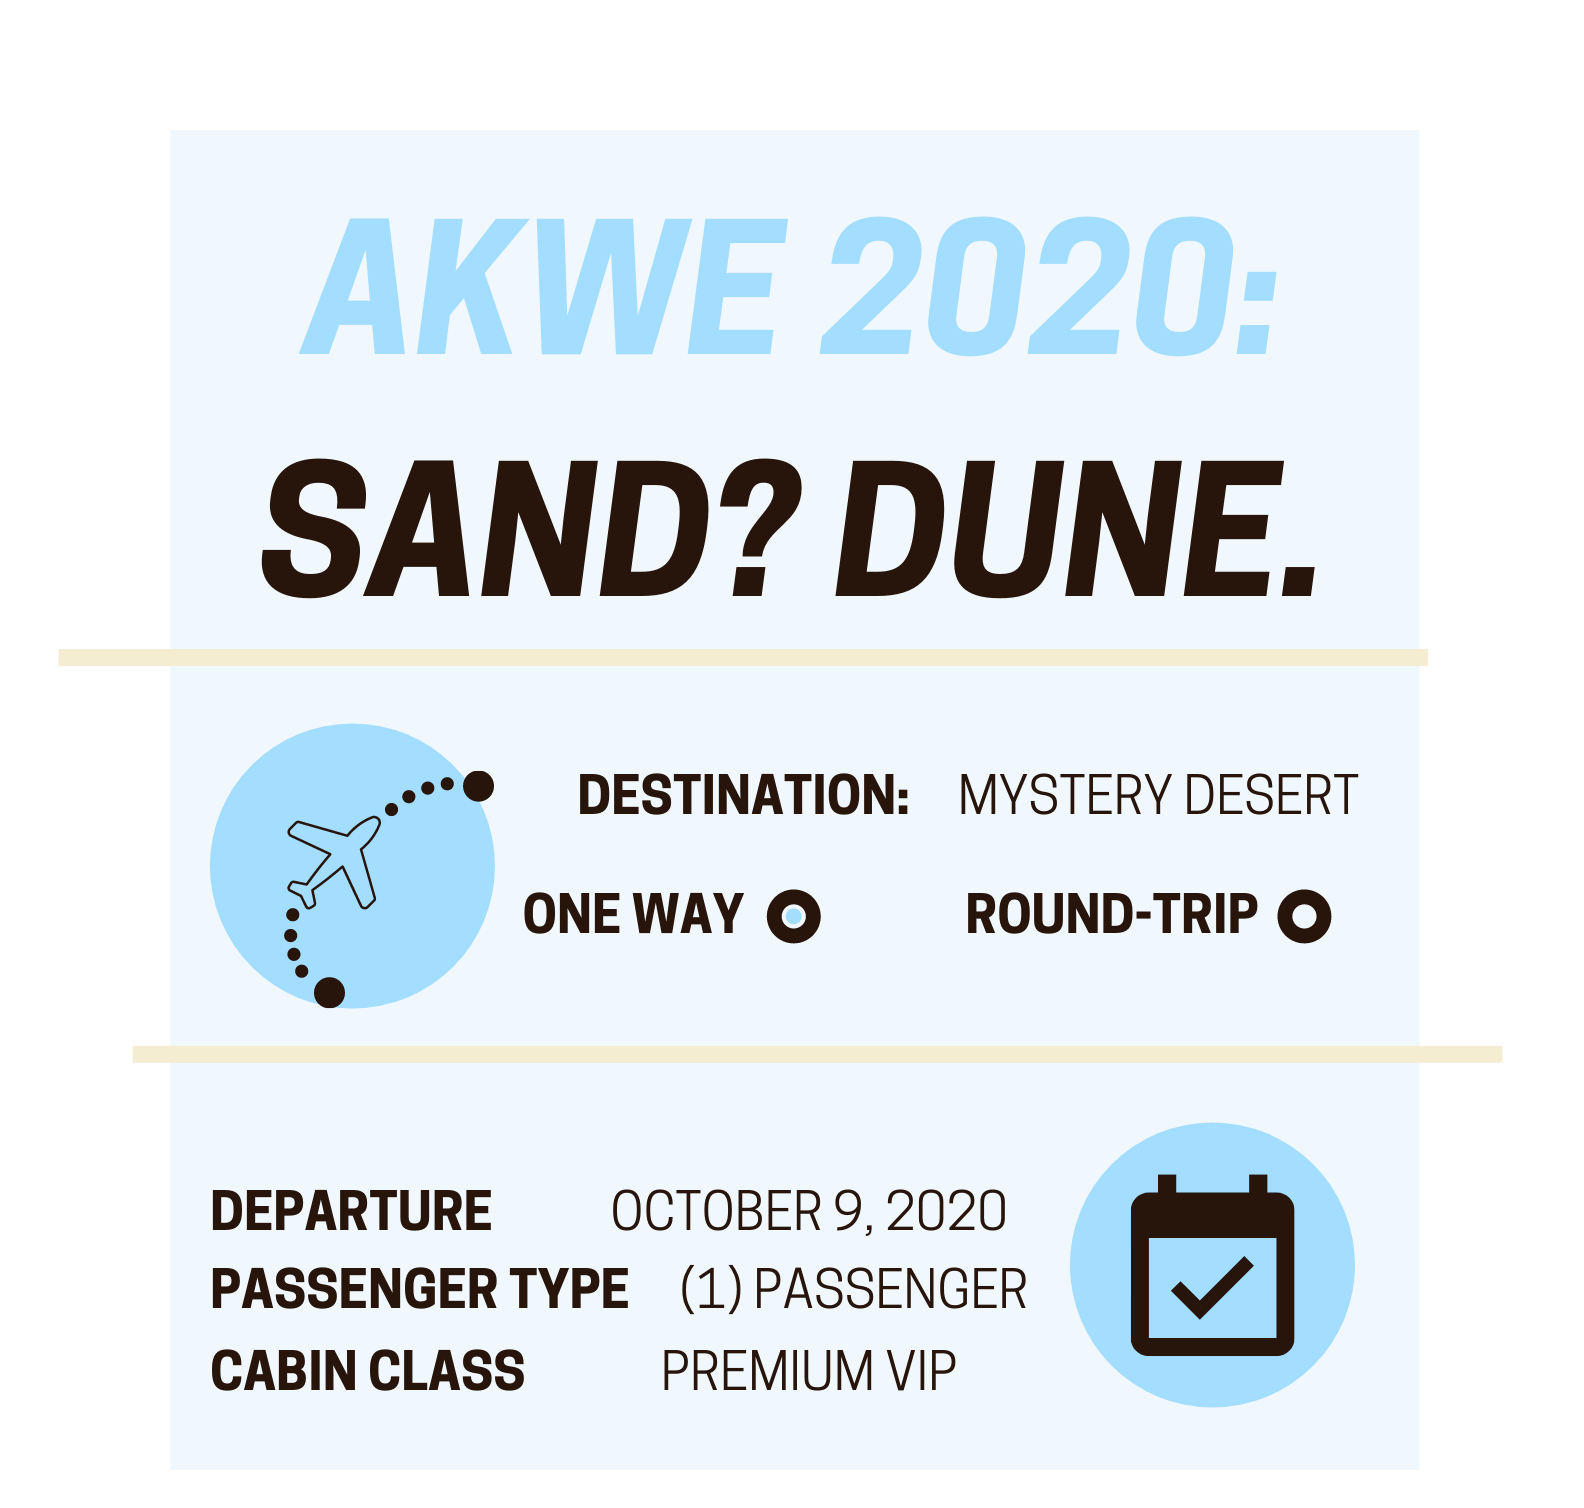 AKWE 2020:
SAND? DUNE.
DESTINATION: MYSTERY DESERT
ONE WAY ROUND-TRIP
DEPARTURE OCTOBER 9, 2020
PASSENGER TYPE (1) PASSENGER
CABIN CLASS PREMIUM VIP